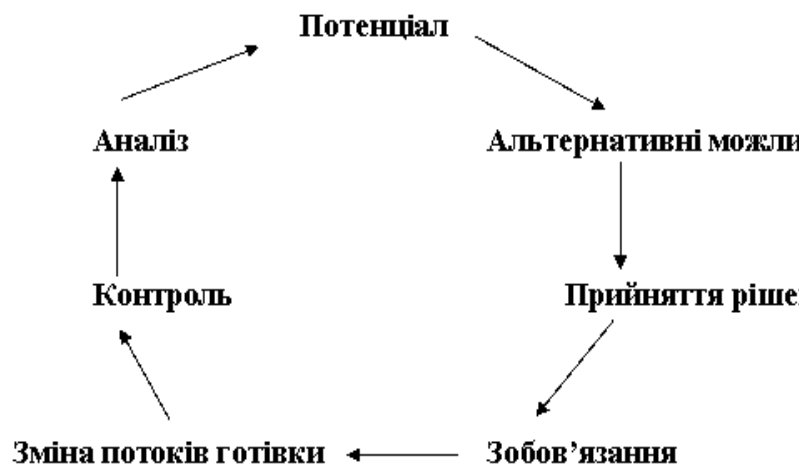 Потенціал
Аналіз
Альтернативні можли
Контроль
Прийняття ріше
Зміна потоків готівки
Зобов’язання